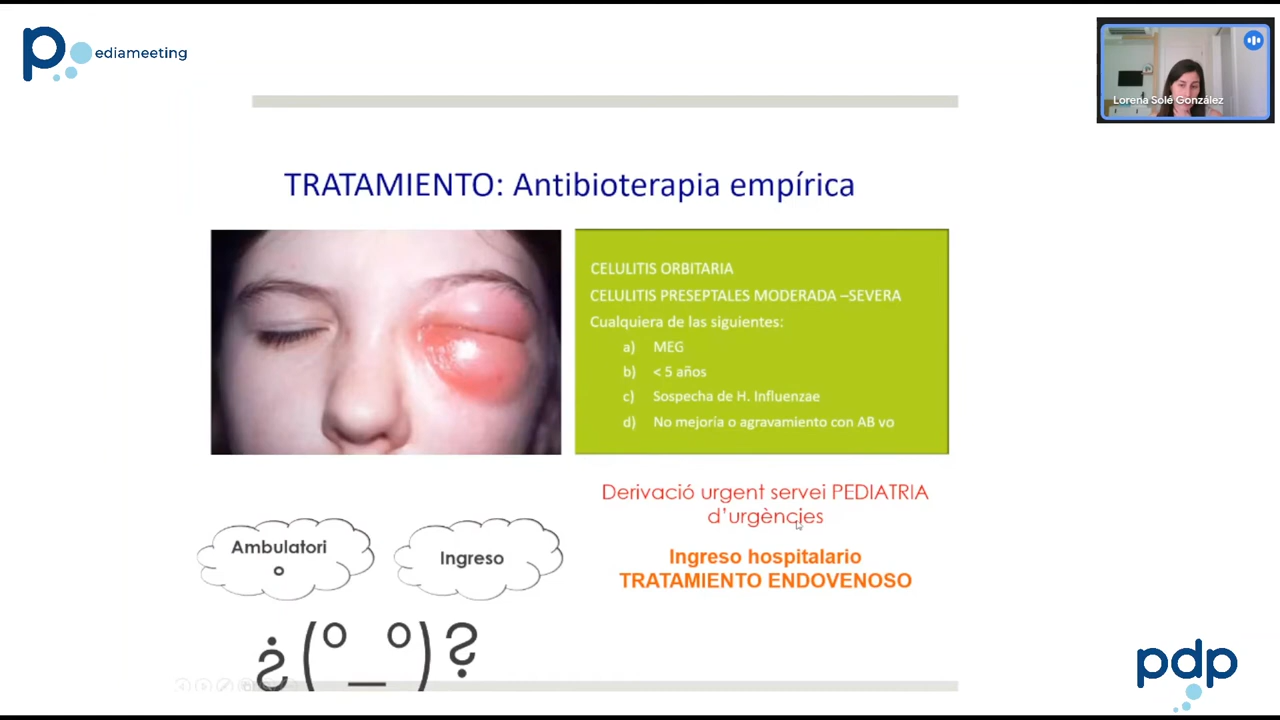 pediameeting
Lorena Solé González
TRATAMIENTO: Antibioterapia empírica
CELULITIS ORBITARIA
CELULITIS PRESEPTALES MODERADA –SEVERA
Cualquiera de las siguientes:
a) MEG
b) < 5 años
c) Sospecha de H. Influenzae
d) No mejoría o agravamiento con AB vo
Derivació urgent servei PEDIATRIA
d'urgències
Ingreso hospitalario
TRATAMIENTO ENDOVENOSO
Ambulatori
o
Ingreso
¿(º_º)?
pdp